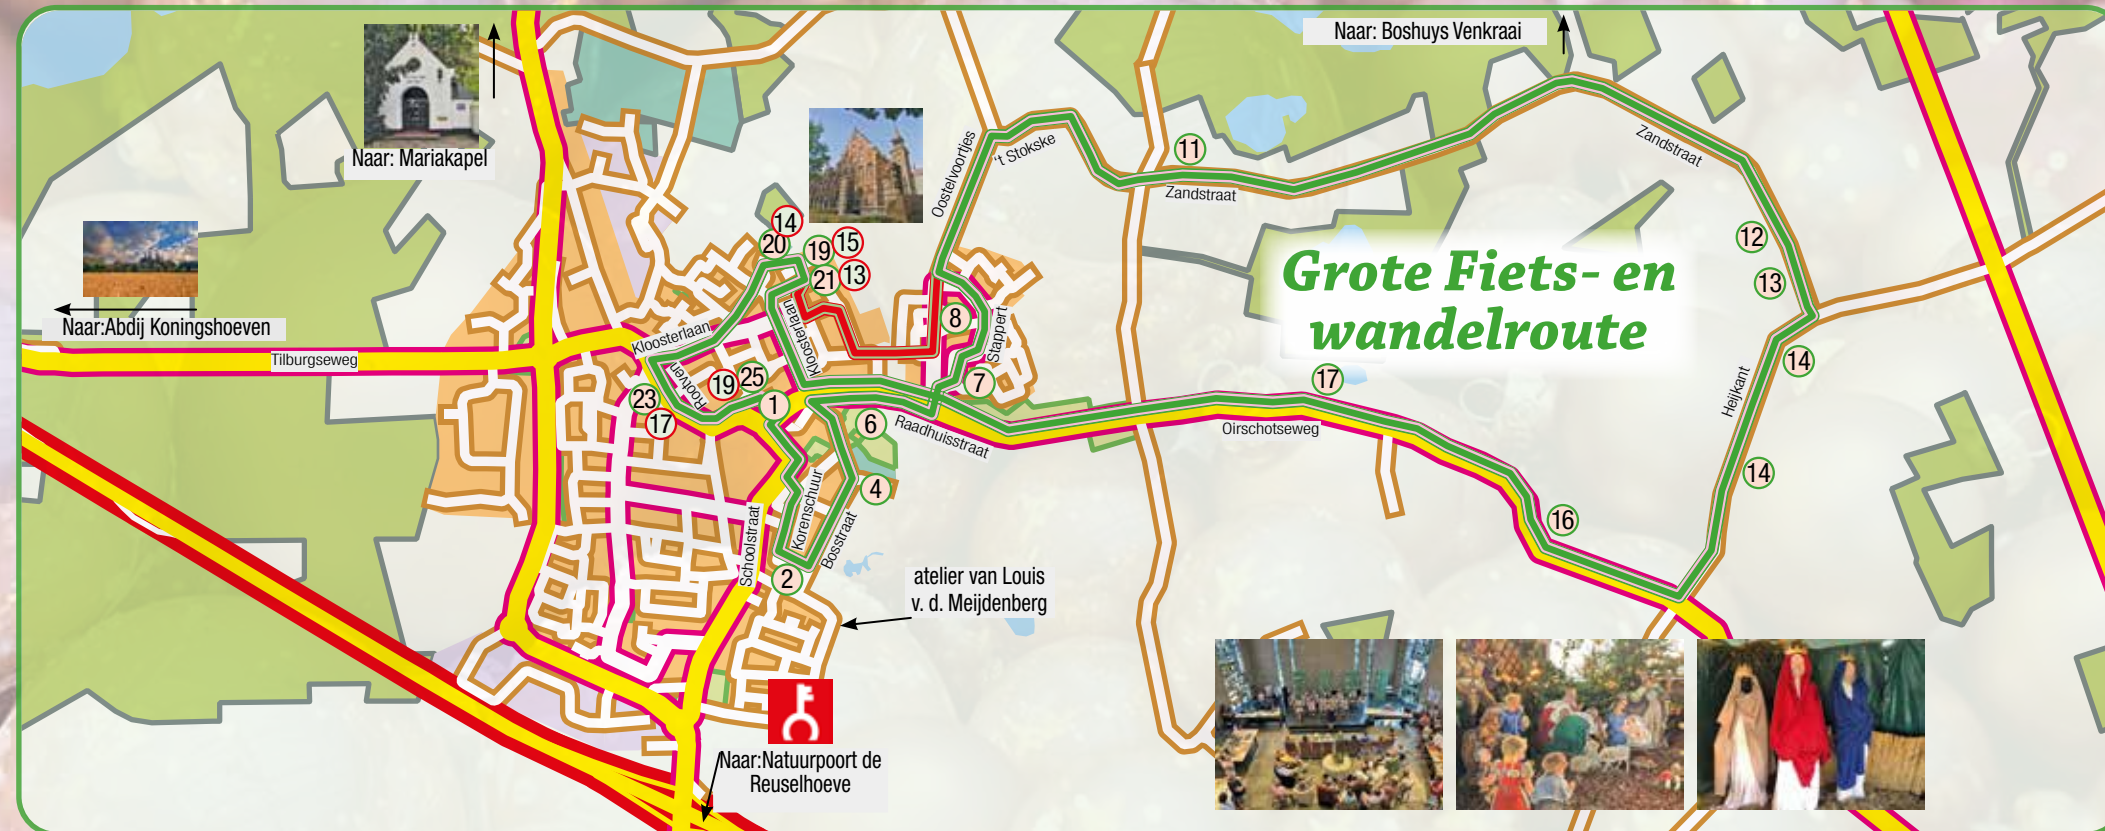 Naar: Boshuys Venkraai
Naar: Mariakapel
Naar:Abdij Koningshoeven
Tilburgseweg
Kloosterlaan
Rootven
Kloosterlaan
Oostelvoortjes
't Stokske
Zandstraat
Zandstraat
Stappert
Heijkant
Raadhuisstraat
Oirschotseweg
Korenschuur
Bosstraat
Schoolstraat
Grote Fiets- en
wandelroute
11
12
13
14
14
16
17
14
20
19
15
21
13
8
7
19
25
23
17
1
6
4
2
atelier van Louis
v. d. Meijdenberg
Naar:Natuurpoort de
Reuselhoeve